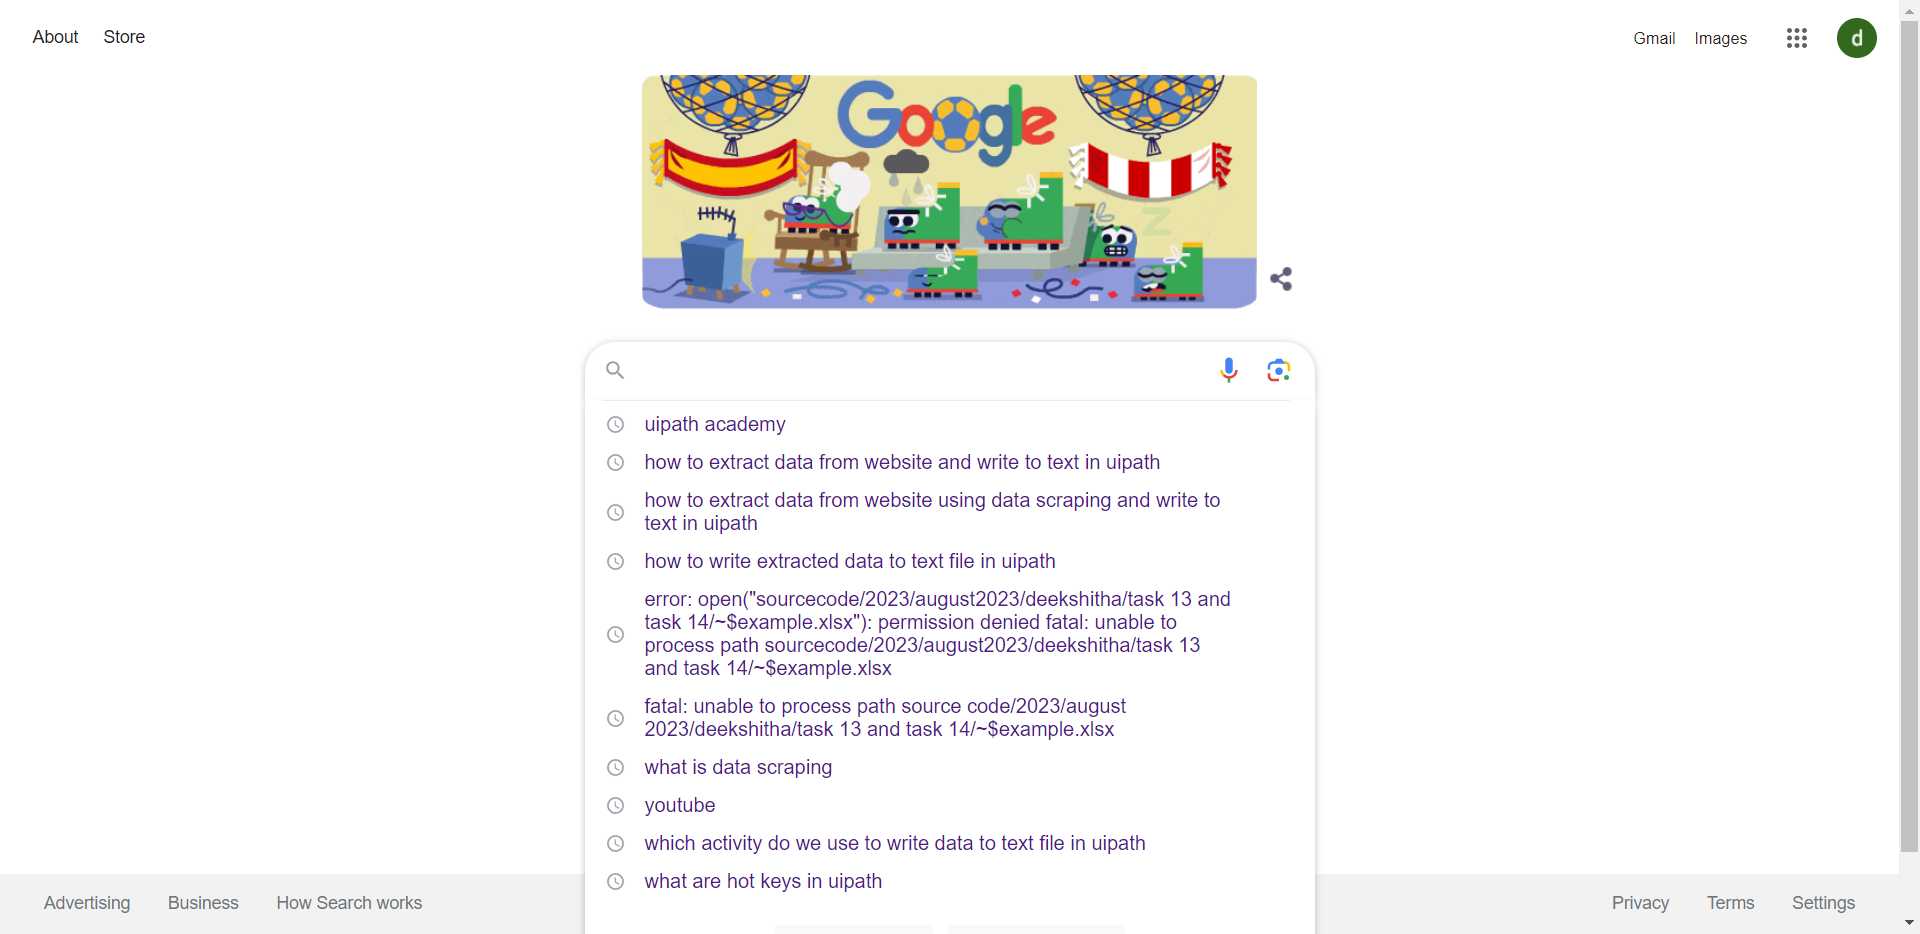 About Store
Gmail Images
d
Google
Z
uipath academy
how to extract data from website and write to text in uipath
how to extract data from website using data scraping and write to
text in uipath
how to write extracted data to text file in uipath
error: open("sourcecode/2023/august2023/deekshitha/task 13 and
task 14/~$example.xlsx"): permission denied fatal: unable to
process path sourcecode/2023/august2023/deekshitha/task 13
and task 14/~$example.xlsx
fatal: unable to process path source code/2023/august
2023/deekshitha/task 13 and task 14/~$example.xlsx
what is data scraping
youtube
which activity do we use to write data to text file in uipath
what are hot keys in uipath
Advertising Business How Search works
Privacy Terms Settings